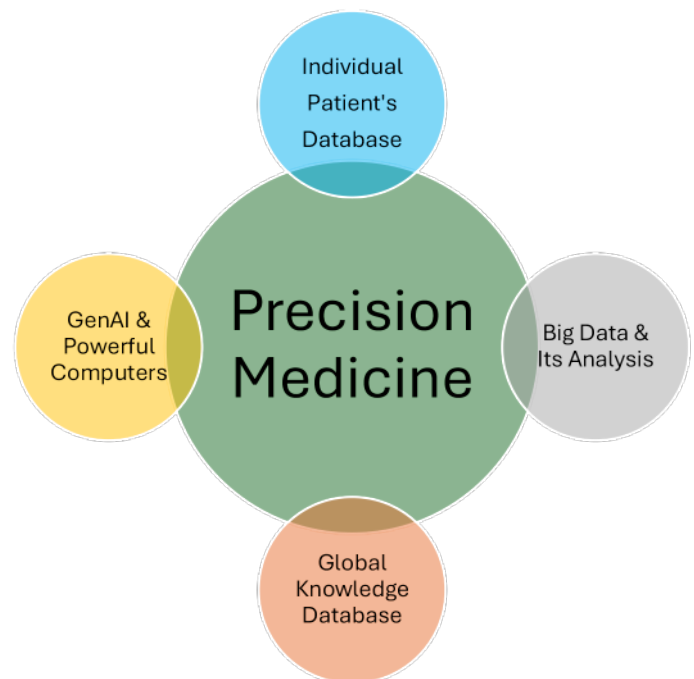 Individual
Patient's
Database
Precision
Medicine
GenAI &
Powerful
Computers
Big Data &
Its Analysis
Global
Knowledge
Database